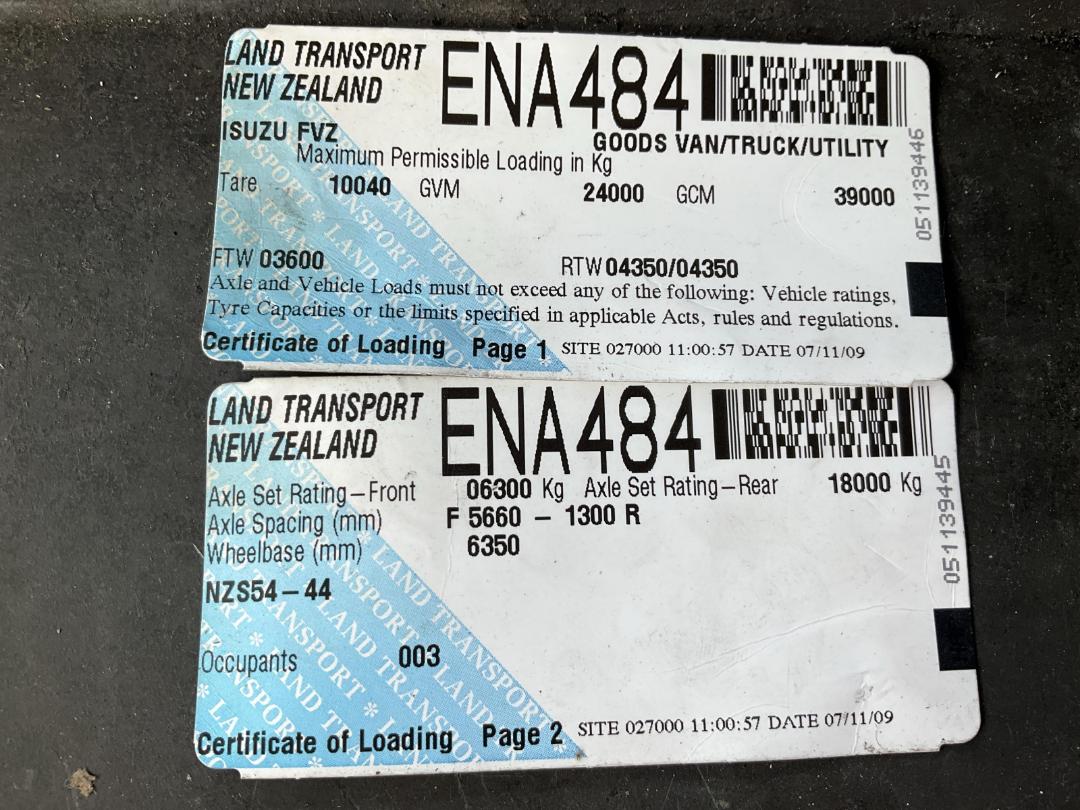 LAND TRANSPORT
NEW ZEALAND
ENA484
ISUZU FVZ
GOODS VAN/TRUCK/UTILITY
Maximum Permissible Loading in Kg
Tare 10040 GVM 24000 GCM 39000
FTW 03600 RTW 04350/04350
Axle and Vehicle Loads must not exceed any of the following: Vehicle ratings,
Tyre Capacities or the limits specified in applicable Acts, rules and regulations.
Certificate of Loading Page 1 SITE 027000 11:00:57 DATE 07/11/09
051139446
LAND TRANSPORT
NEW ZEALAND
ENA484
Axle Set Rating-Front 06300 Kg Axle Set Rating-Rear 18000 Kg
Axle Spacing (mm) F 5660 - 1300 R
Wheelbase (mm) 6350
NZS54-44
Occupants 003
Certificate of Loading Page 2 SITE 027000 11:00:57 DATE 07/11/09
051139445